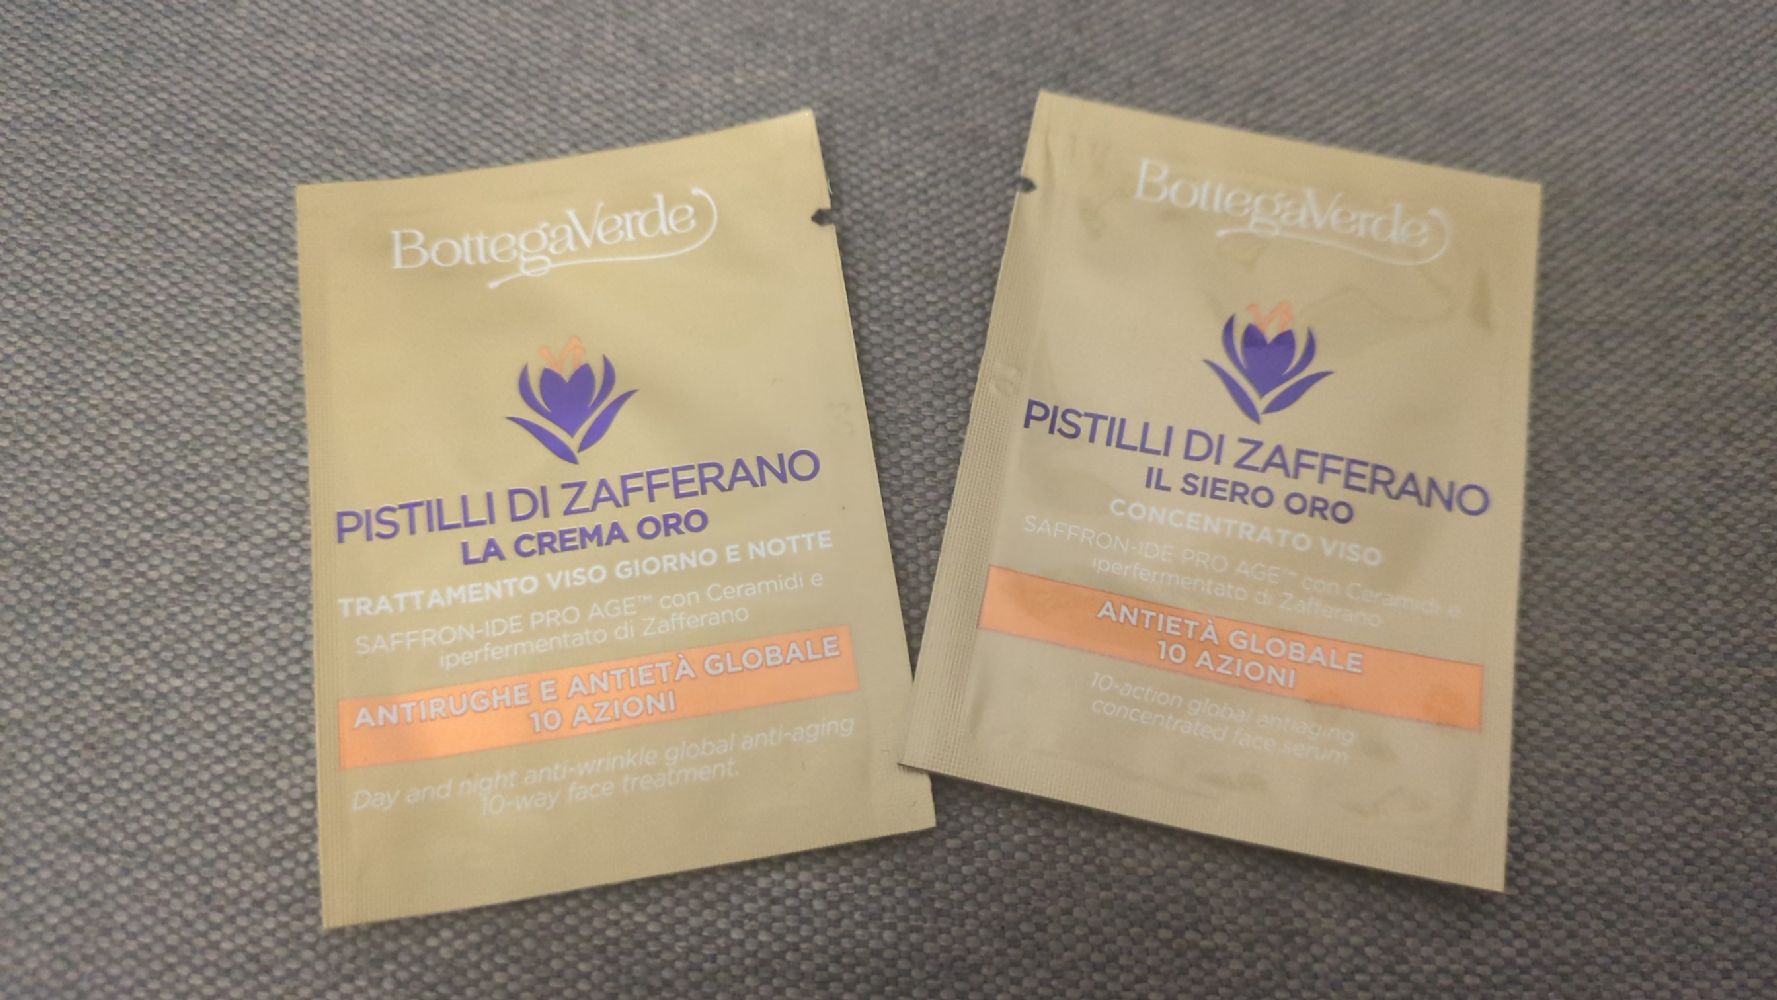 BottegaVerde
PISTILLI DI ZAFFERANO
LA CREMA ORO
TRATTAMENTO VISO GIORNO E NOTTE
SAFFRON-IDE PRO AGE™ con Ceramidi e
iperfermentato di Zafferano
ANTIRUGHE E ANTIETÀ GLOBALE
10 AZIONI
Day and night anti-wrinkle global anti-aging
10-way face treatment.
BottegaVerde
PISTILLI DI ZAFFERANO
IL SIERO ORO
CONCENTRATO VISO
SAFFRON-IDE PRO AGE™ con Ceramidi e
iperfermentato di Zafferano
ANTIETÀ GLOBALE
10 AZIONI
10-action global antiaging
concentrated face serum